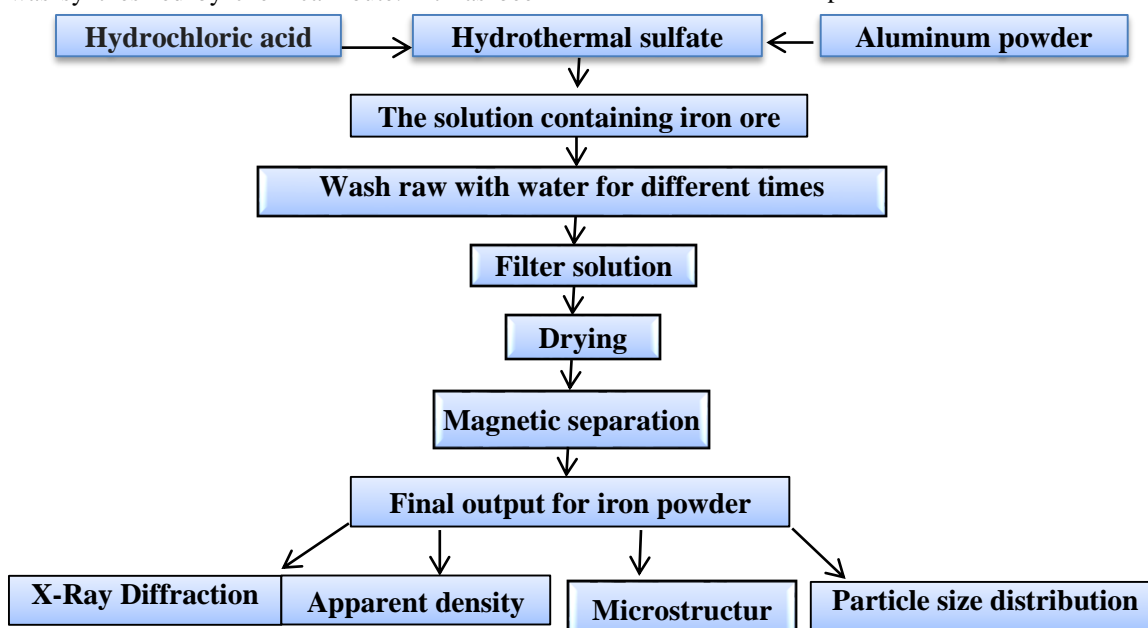 Hydrochloric acid
Hydrothermal sulfate
Aluminum powder
The solution containing iron ore
Wash raw with water for different times
Filter solution
Drying
Magnetic separation
Final output for iron powder
X-Ray Diffraction
Apparent density
Microstructur
Particle size distribution